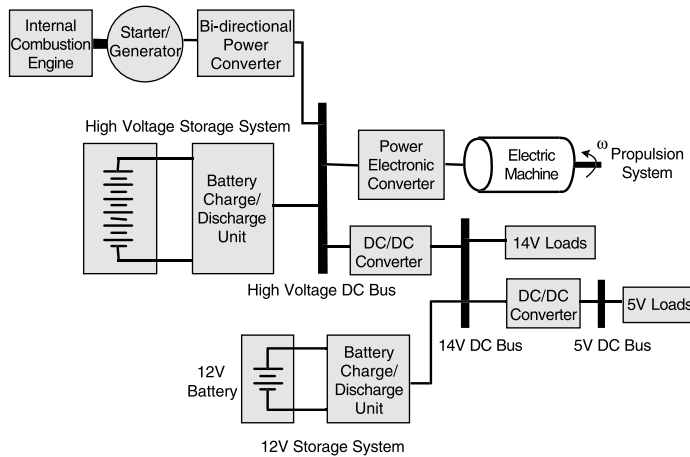 Internal
Combustion
Engine
Starter/
Generator
Bi-directional
Power
Converter
High Voltage Storage System
Battery
Charge/
Discharge
Unit
Power
Electronic
Converter
Electric
Machine
ω
Propulsion
System
DC/DC
Converter
14V Loads
High Voltage DC Bus
DC/DC
Converter
5V Loads
14V DC Bus
5V DC Bus
12V
Battery
Battery
Charge/
Discharge
Unit
12V Storage System